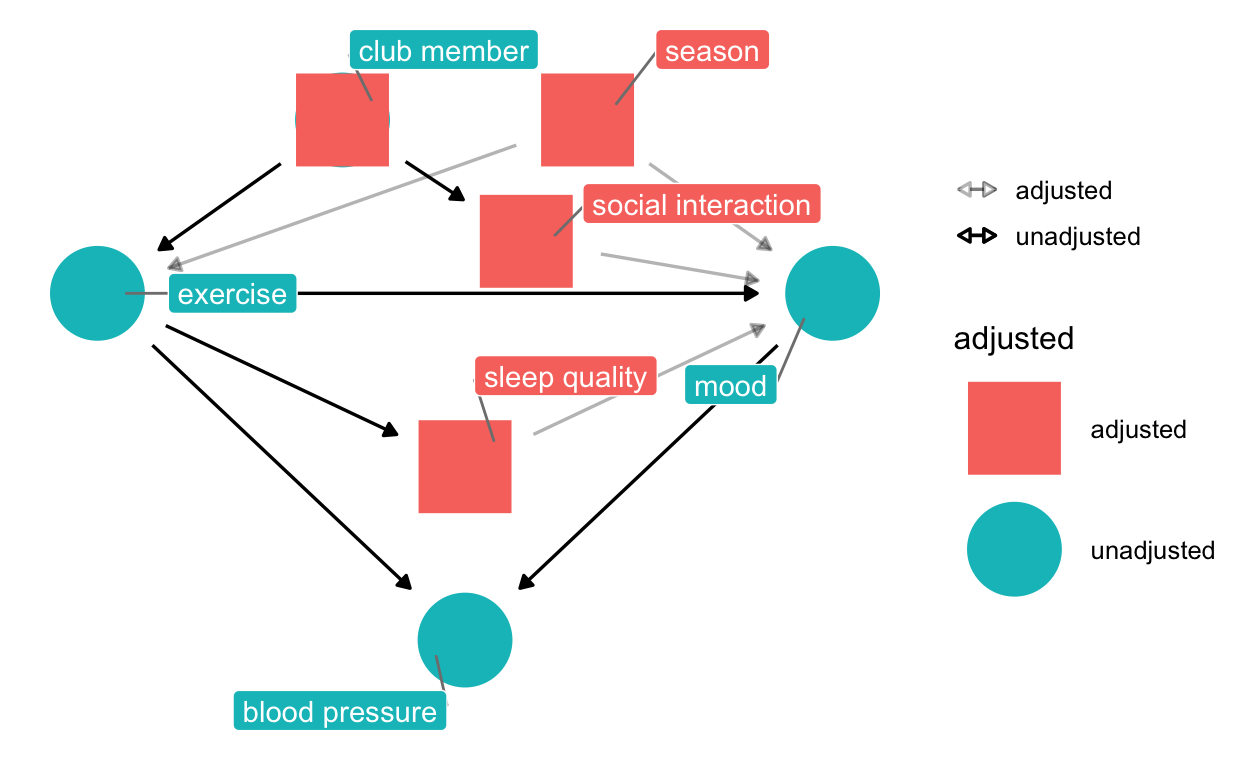 club member
season
adjusted
social interaction
unadjusted
exercise
adjusted
sleep quality
mood
adjusted
unadjusted
blood pressure